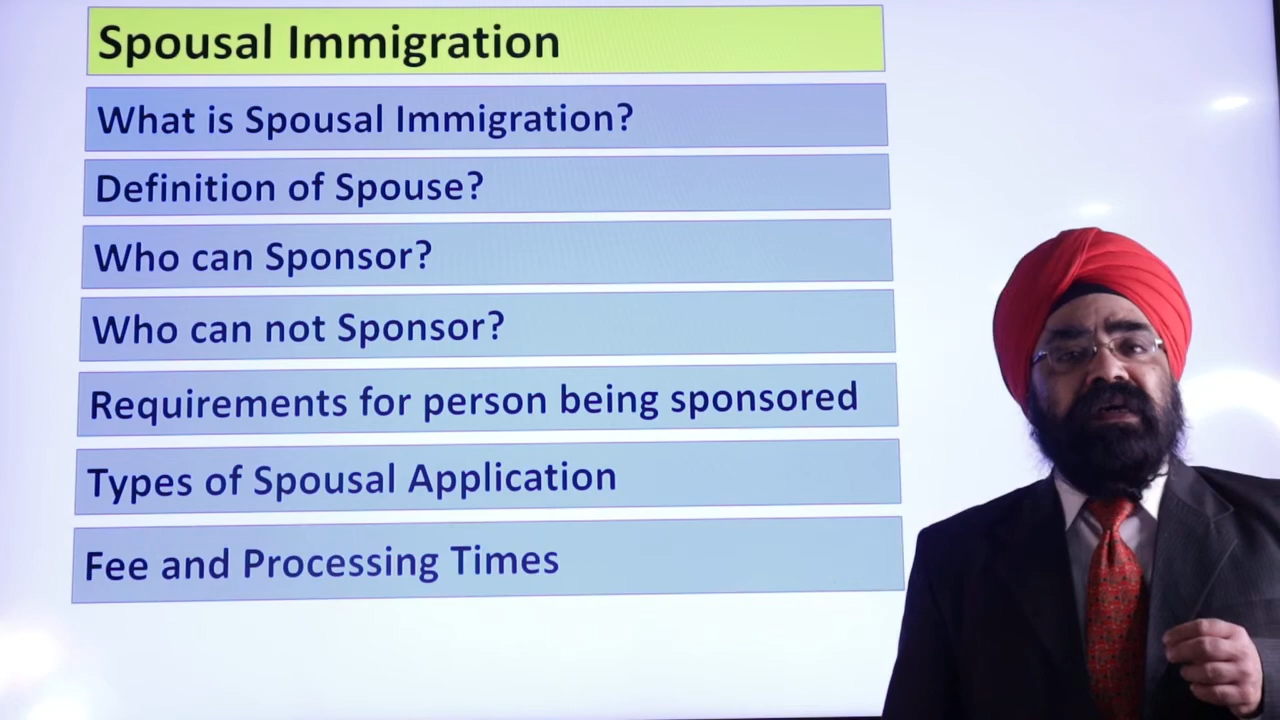 Spousal Immigration
What is Spousal Immigration?
Definition of Spouse?
Who can Sponsor?
Who can not Sponsor?
Requirements for person being sponsored
Types of Spousal Application
Fee and Processing Times